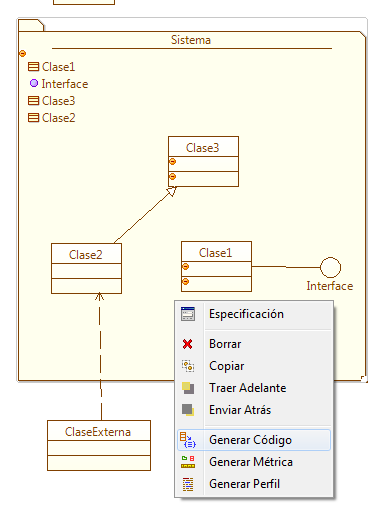 Sistema
Clase1
Interface
Clase3
Clase2
Clase3
Clase2
Clase1
Interface
Especificación
Borrar
Copiar
Traer Adelante
Enviar Atrás
Generar Código
Generar Métrica
Generar Perfil
ClaseExterna